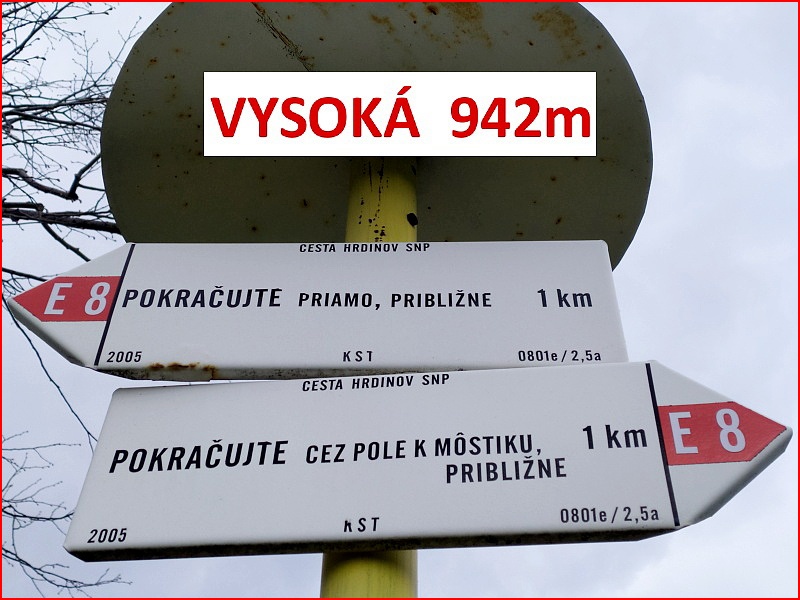 VYSOKÁ 942m
CESTA HRDINOV SNP
E 8 POKRAČUJTE PRIAMO, PRIBLIŽNE 1 km
2005 KST 0801e/2,5a
CESTA HRDINOV SNP
POKRAČUJTE CEZ POLE K MÔSTIKU, 1 km E 8
PRIBLIŽNE
2005 KST 0801e/2,5a